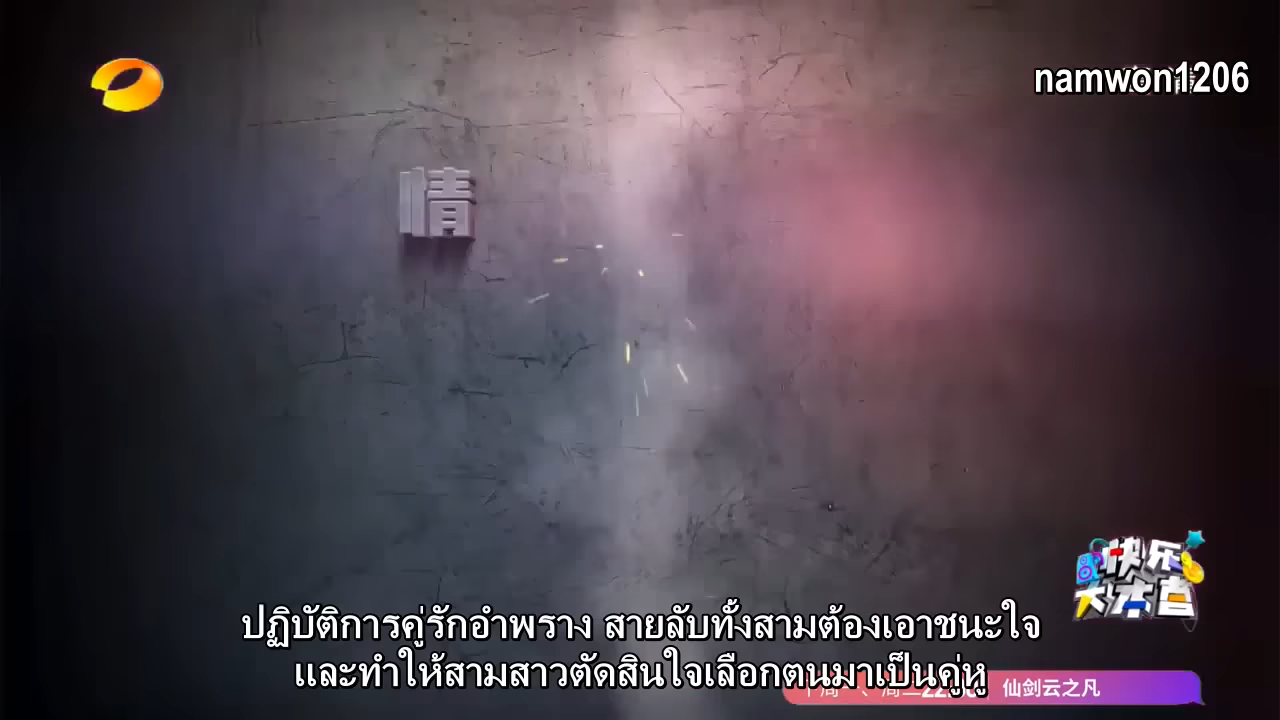 namwon1206
情
快乐
大本营
ปฏิบัติการคู่รักอำพราง สายลับทั้งสามต้องเอาชนะใจ
และทำให้สามสาวตัดสินใจเลือกตนมาเป็นคู่หู
仙剑云之凡